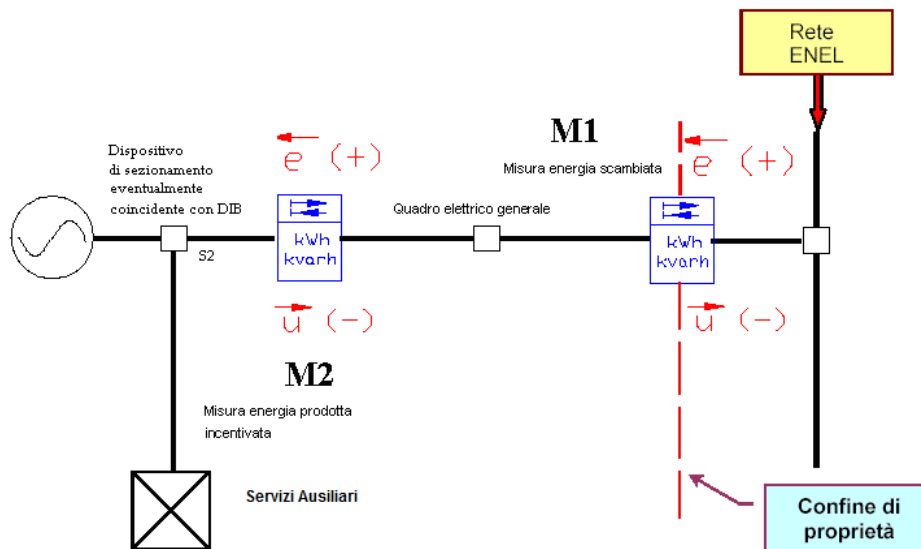 Rete
ENEL
M1
Misura energia scambiata
e (+)
e (+)
Dispositivo
di sezionamento
eventualmente
coincidente con DIB
Quadro elettrico generale
S2
kWh
kvarh
kWh
kvarh
u (-)
u (-)
M2
Misura energia prodotta
incentivata
Servizi Ausiliari
Confine di
proprietà